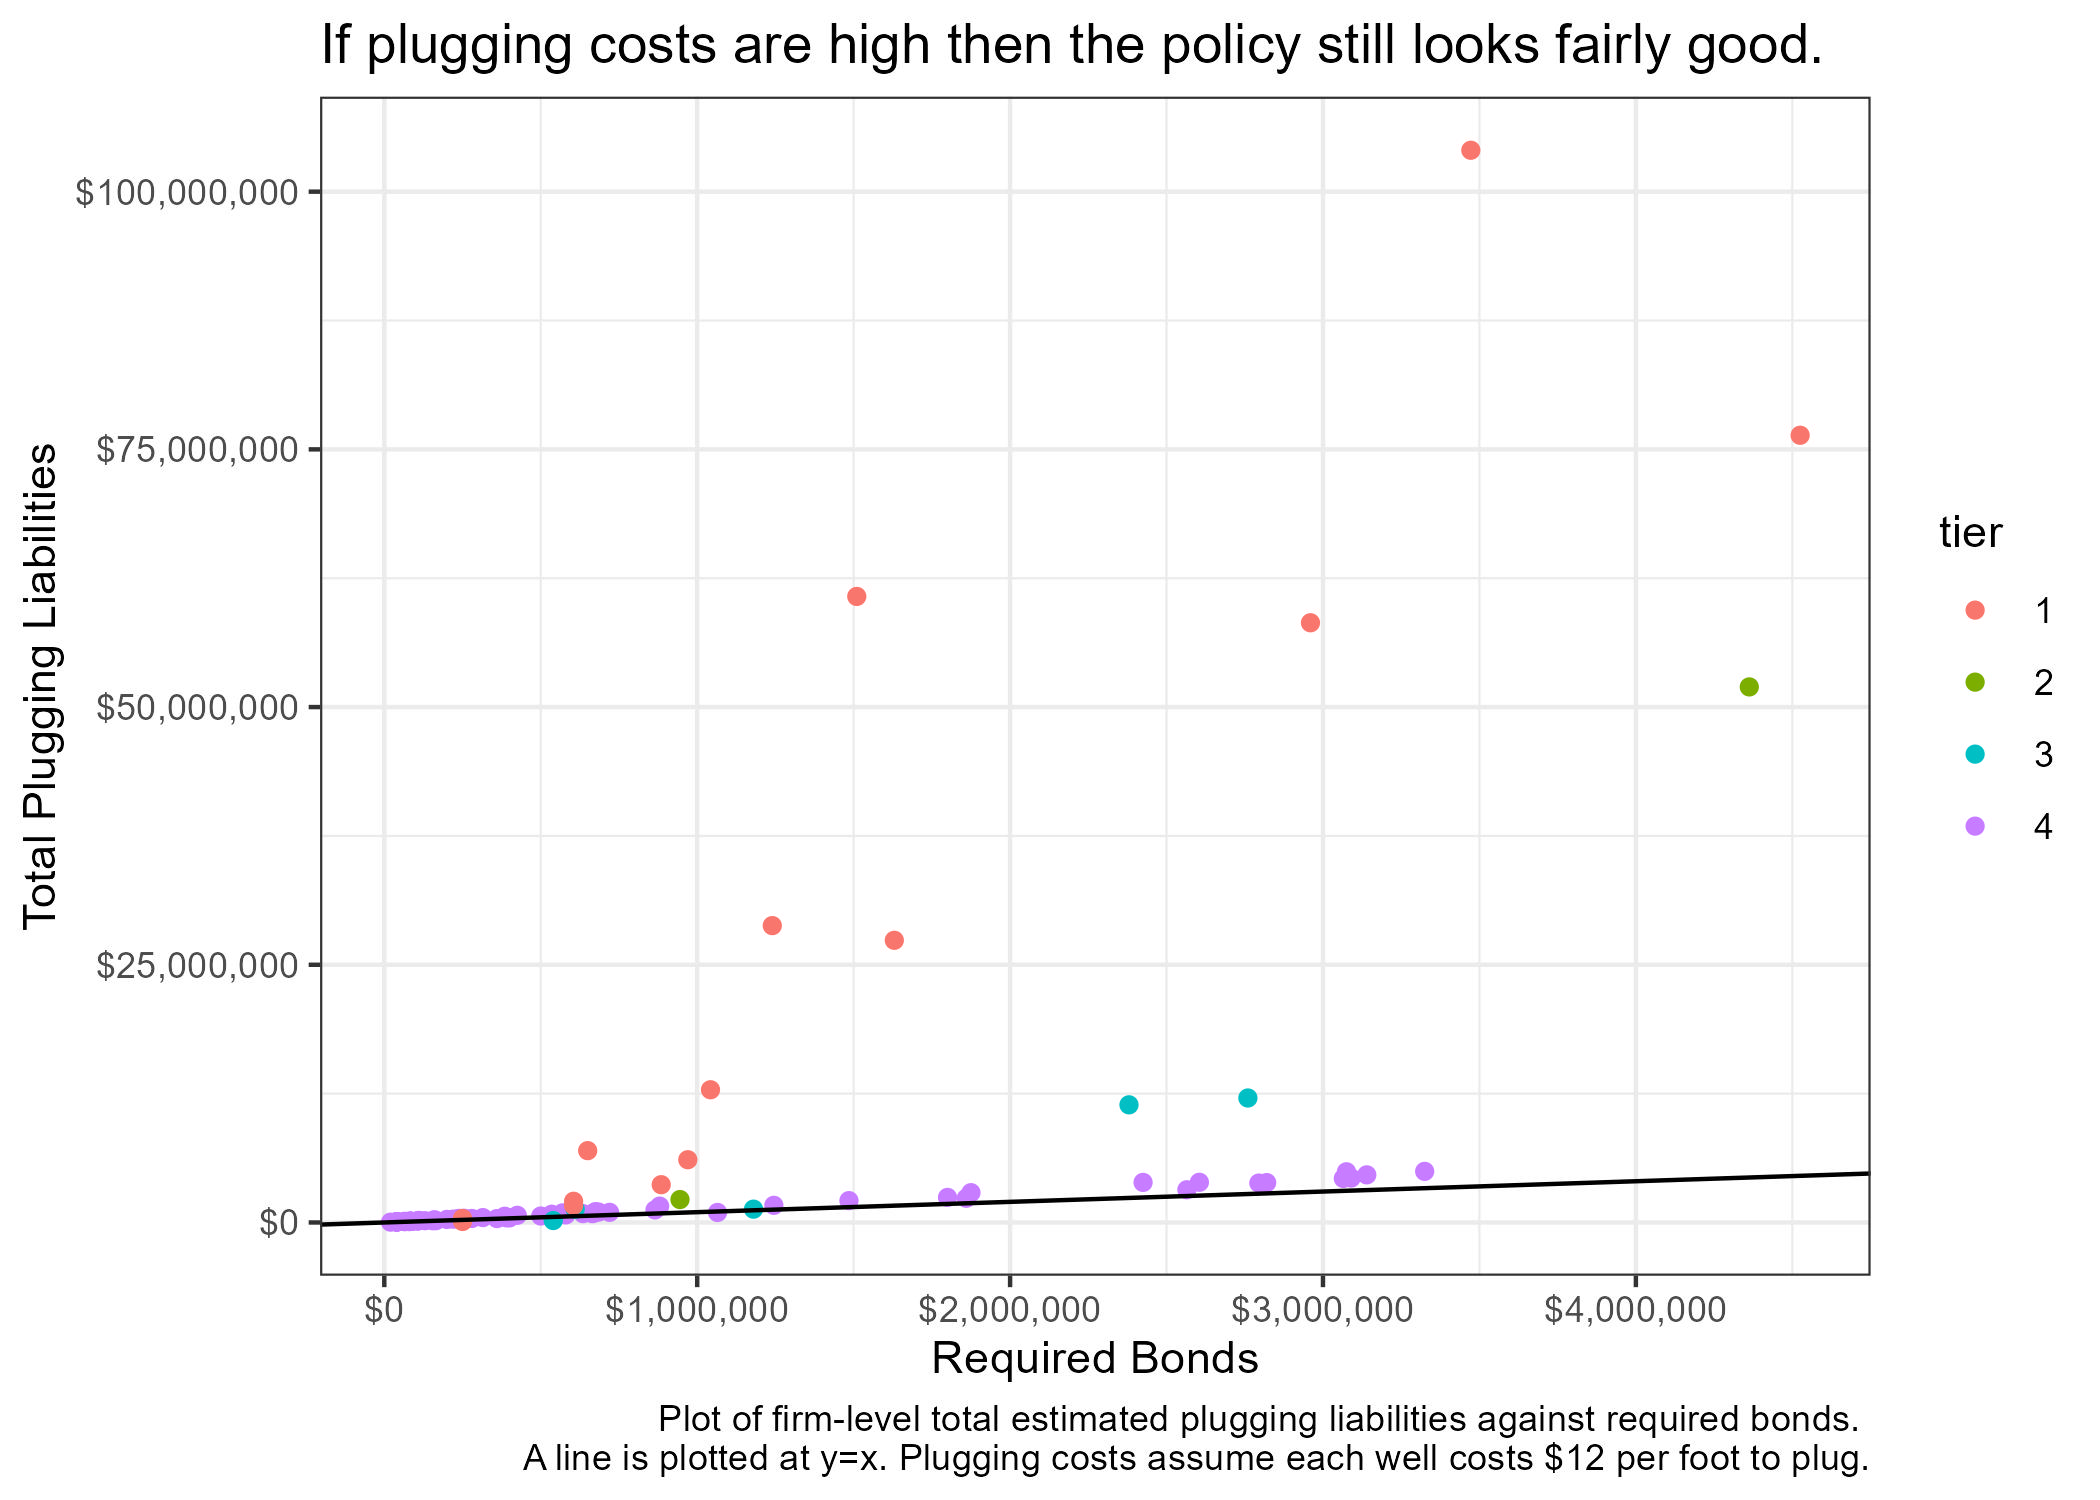 If plugging costs are high then the policy still looks fairly good.
Total Plugging Liabilities
$100,000,000
$75,000,000
$50,000,000
$25,000,000
$0
$0
$1,000,000
$2,000,000
$3,000,000
$4,000,000
Required Bonds
tier
1
2
3
4
Plot of firm-level total estimated plugging liabilities against required bonds.
A line is plotted at y=x. Plugging costs assume each well costs $12 per foot to plug.